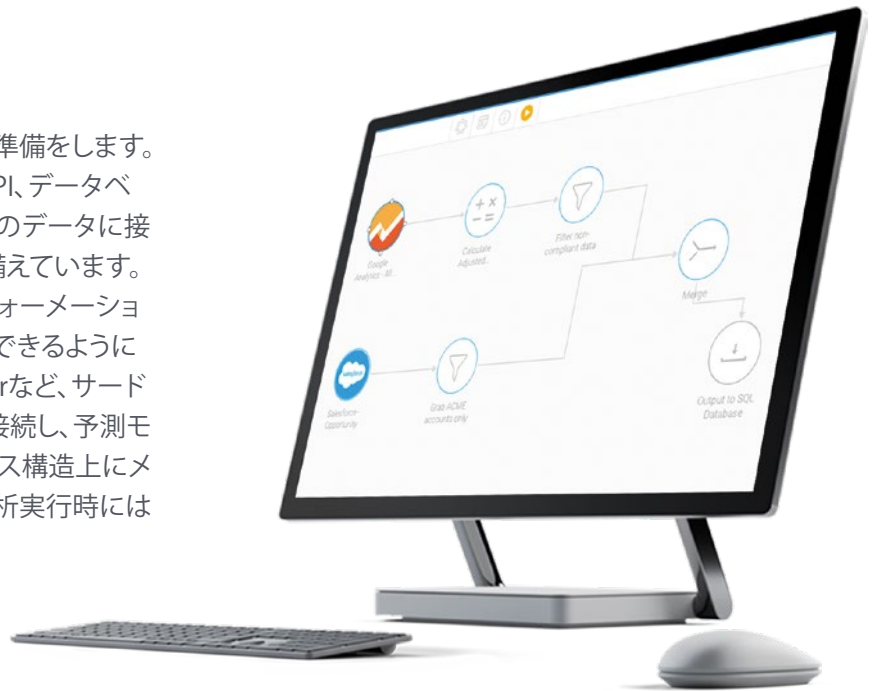 準備をします。
PI、データベ
のデータに接
備えています。
ォーメーショ
できるように
rなど、サード
接続し、予測モ
ス構造上にメ
析実行時には
Google
Analytics - All...
Calculate
Adjusted...
Filter non-
compliant data
Merge
salesforce
Salesforce-
Opportunity
Grab ACME
accounts only
Output to SQL
Database